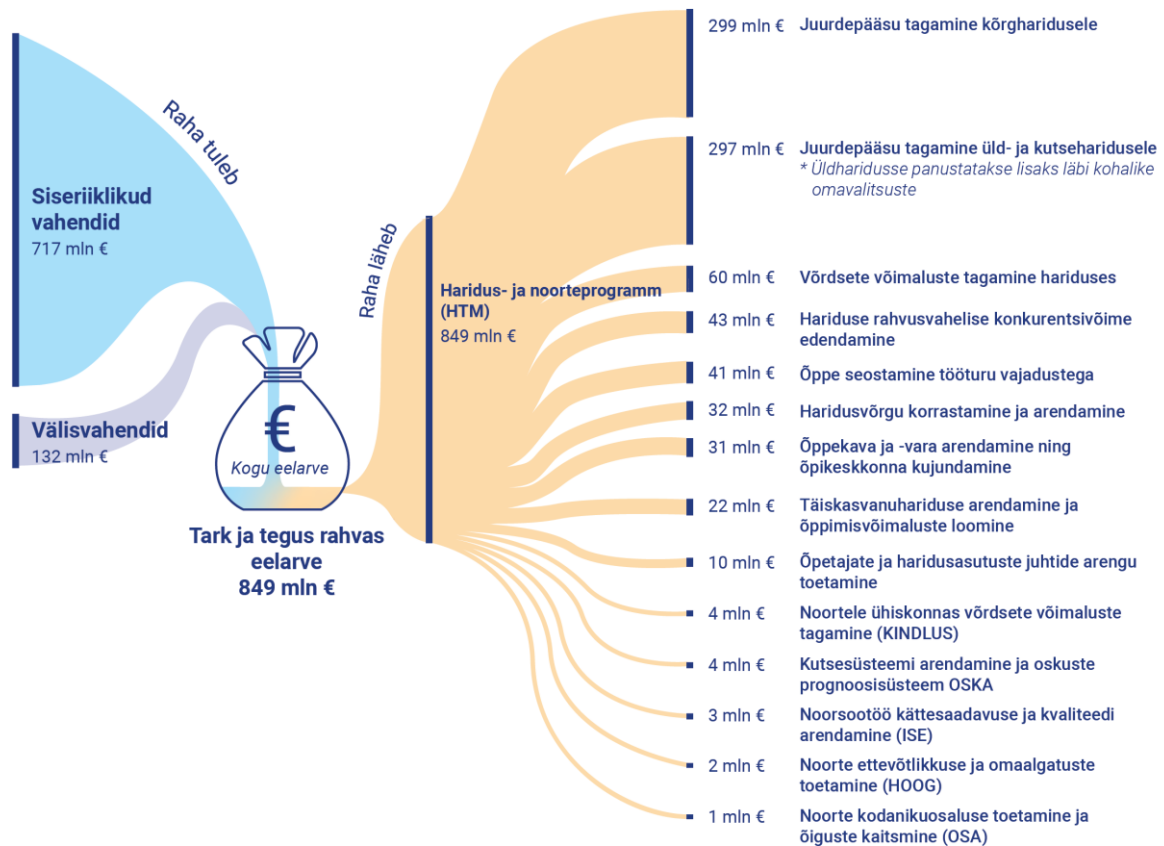 Raha tuleb
Siseriiklikud
vahendid
717 mln €
Välisvahendid
132 mln €
€
Kogu eelarve
Tark ja tegus rahvas
eelarve
849 mln €
Raha läheb
Haridus- ja noorteprogramm
(HTM)
849 mln €
299 mln € Juurdepääsu tagamine kõrgharidusele
297 mln € Juurdepääsu tagamine üld- ja kutseharidusele
* Üldharidusse panustatakse lisaks läbi kohalike
omavalitsuste
60 mln € Võrdsete võimaluste tagamine hariduses
43 mln € Hariduse rahvusvahelise konkurentsivõime
edendamine
41 mln € Õppe seostamine tööturu vajadustega
32 mln € Haridusvõrgu korrastamine ja arendamine
31 mln € Õppekava ja -vara arendamine ning
õpikeskkonna kujundamine
22 mln € Täiskasvanuhariduse arendamine ja
õppimisvõimaluste loomine
10 mln € Õpetajate ja haridusasutuste juhtide arengu
toetamine
4 mln € Noortele ühiskonnas võrdsete võimaluste
tagamine (KINDLUS)
4 mln € Kutsesüsteemi arendamine ja oskuste
prognoosisüsteem OSKA
3 mln € Noorsootöö kättesaadavuse ja kvaliteedi
arendamine (ISE)
2 mln € Noorte ettevõtlikkuse ja omaalgatuste
toetamine (HOOG)
1 mln € Noorte kodanikuosaluse toetamine ja
õiguste kaitsmine (OSA)